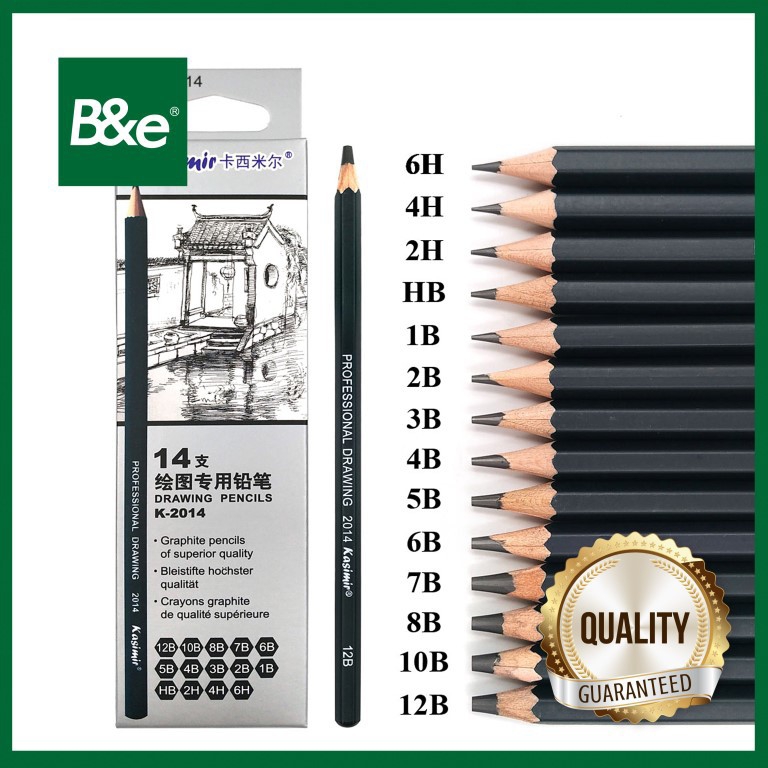 B&e®
14
mir 卡西米尔®
14支
绘图专用铅笔
DRAWING PENCILS
K-2014
• Graphite pencils
of superior quality
• Bleistifte höchster
qualität
• Crayons graphite
de qualité supérieure
12B 10B 8B 7B 6B
5B 4B 3B 2B 1B
HB 2H 4H 6H
PROFESSIONAL DRAWING 2014 Kasimir®
PROFESSIONAL DRAWING 2014 Kasimir® 12B
6H
4H
2H
HB
1B
2B
3B
4B
5B
6B
7B
8B
10B
12B
QUALITY
GUARANTEED